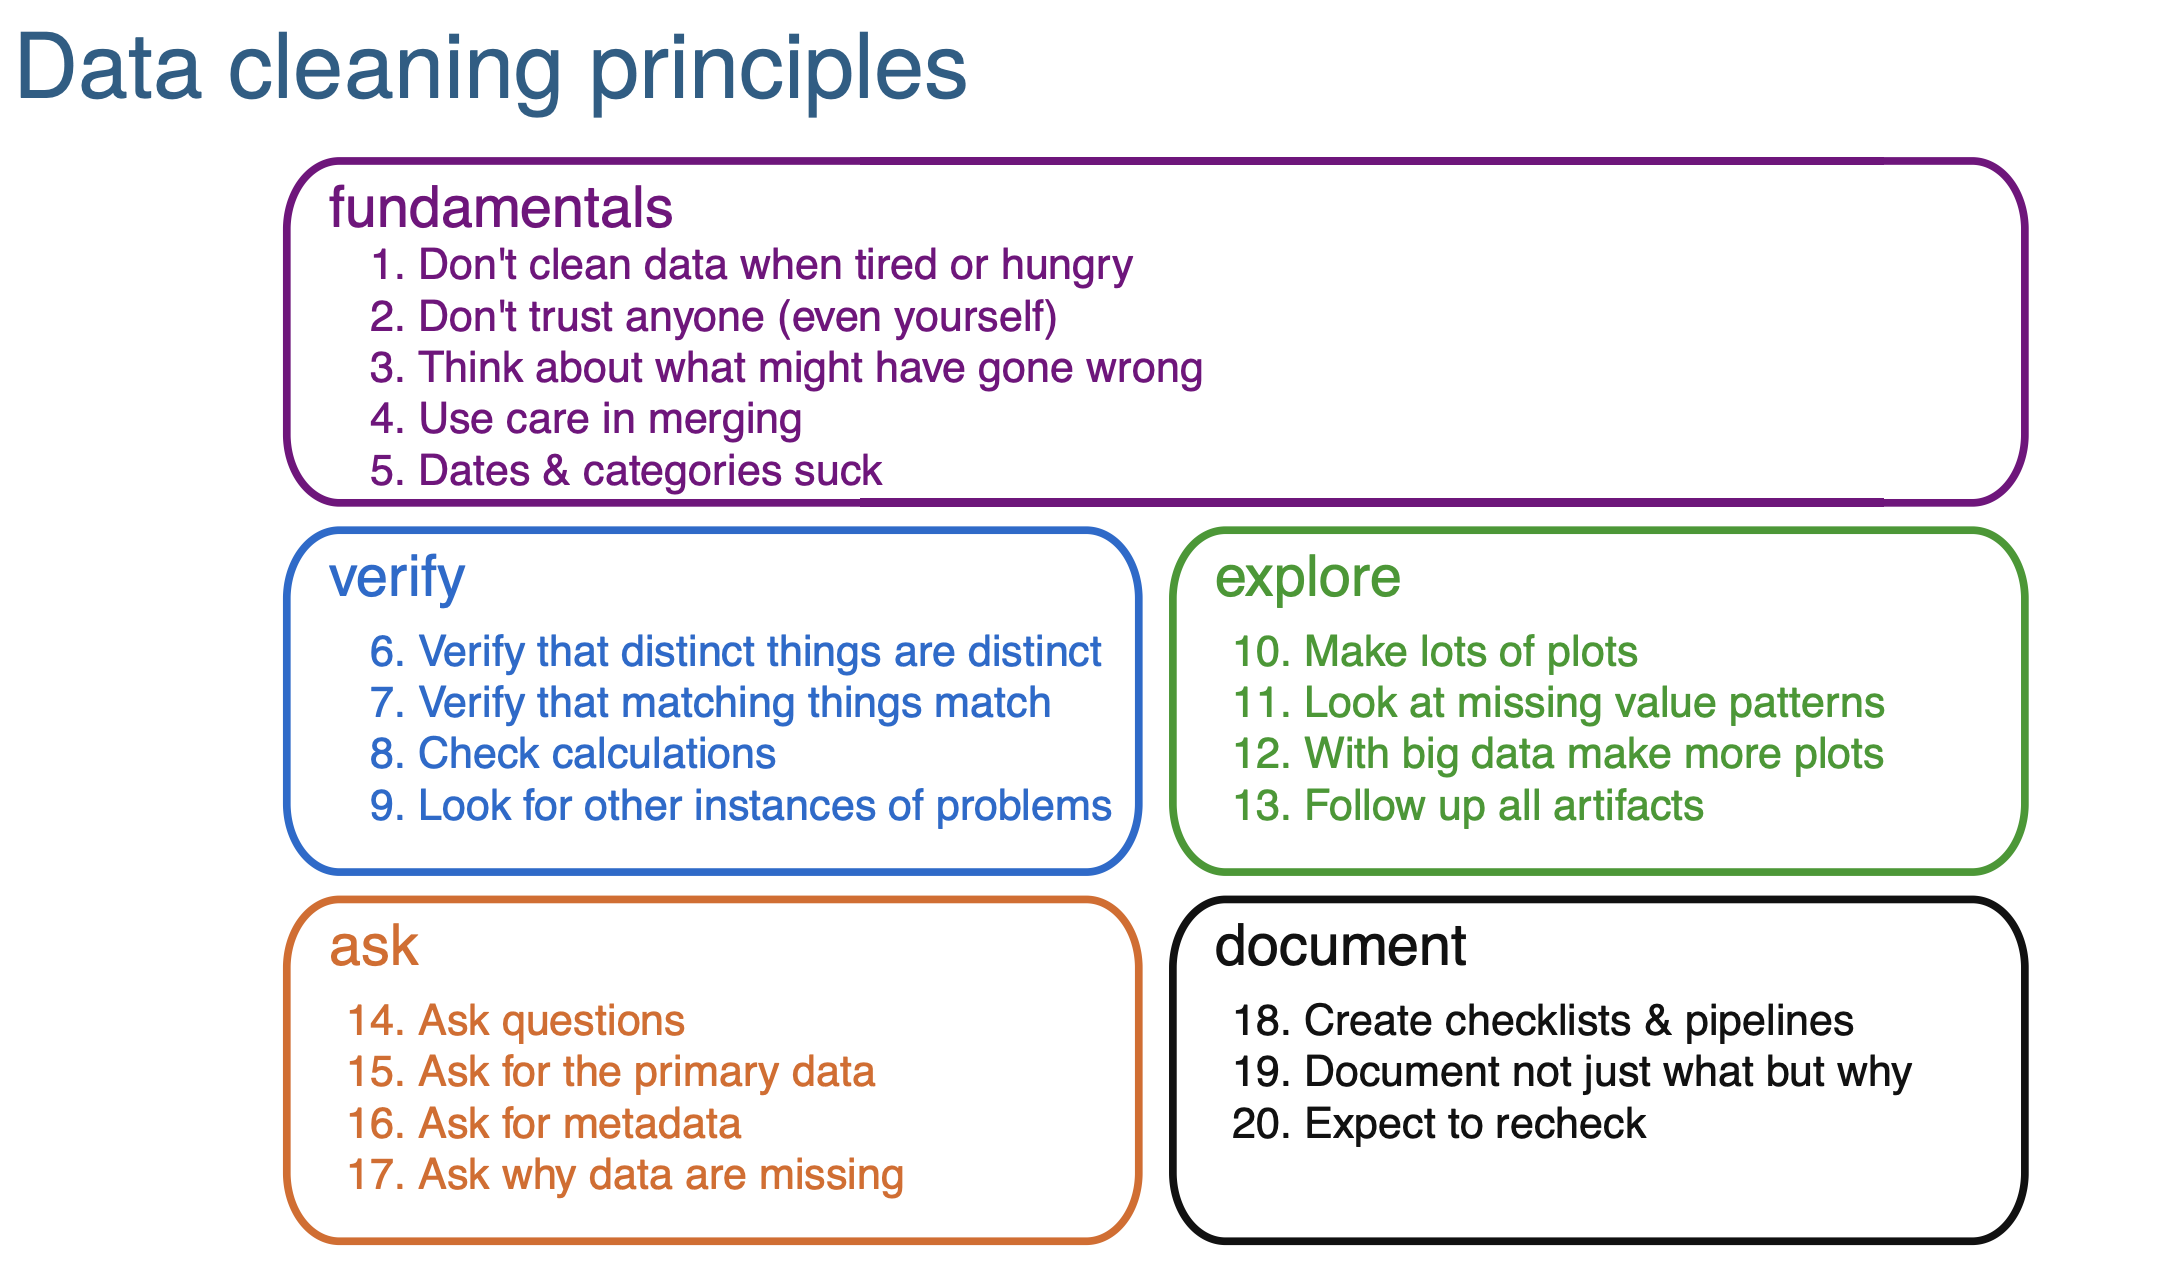 Data cleaning principles
fundamentals
1. Don't clean data when tired or hungry
2. Don't trust anyone (even yourself)
3. Think about what might have gone wrong
4. Use care in merging
5. Dates & categories suck
verify
6. Verify that distinct things are distinct
7. Verify that matching things match
8. Check calculations
9. Look for other instances of problems
explore
10. Make lots of plots
11. Look at missing value patterns
12. With big data make more plots
13. Follow up all artifacts
ask
14. Ask questions
15. Ask for the primary data
16. Ask for metadata
17. Ask why data are missing
document
18. Create checklists & pipelines
19. Document not just what but why
20. Expect to recheck